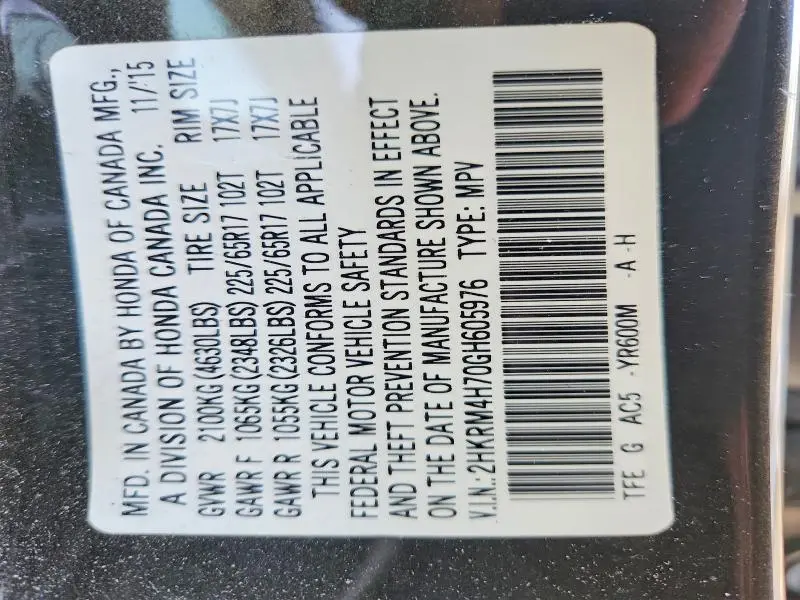 MFD. IN CANADA BY HONDA OF CANADA MFG.,
A DIVISION OF HONDA CANADA INC. 11/'15
GVWR 2100KG (4630LBS) TIRE SIZE RIM SIZE
GAWR F 1065KG (2348LBS) 225/65R17 102T 17X7J
GAWR R 1055KG (2326LBS) 225/65R17 102T 17X7J
THIS VEHICLE CONFORMS TO ALL APPLICABLE
FEDERAL MOTOR VEHICLE SAFETY
AND THEFT PREVENTION STANDARDS IN EFFECT
ON THE DATE OF MANUFACTURE SHOWN ABOVE.
V.I.N.:2HKRM4H70GH605976 TYPE: MPV
TFE G AC5 -YR600M -A -H